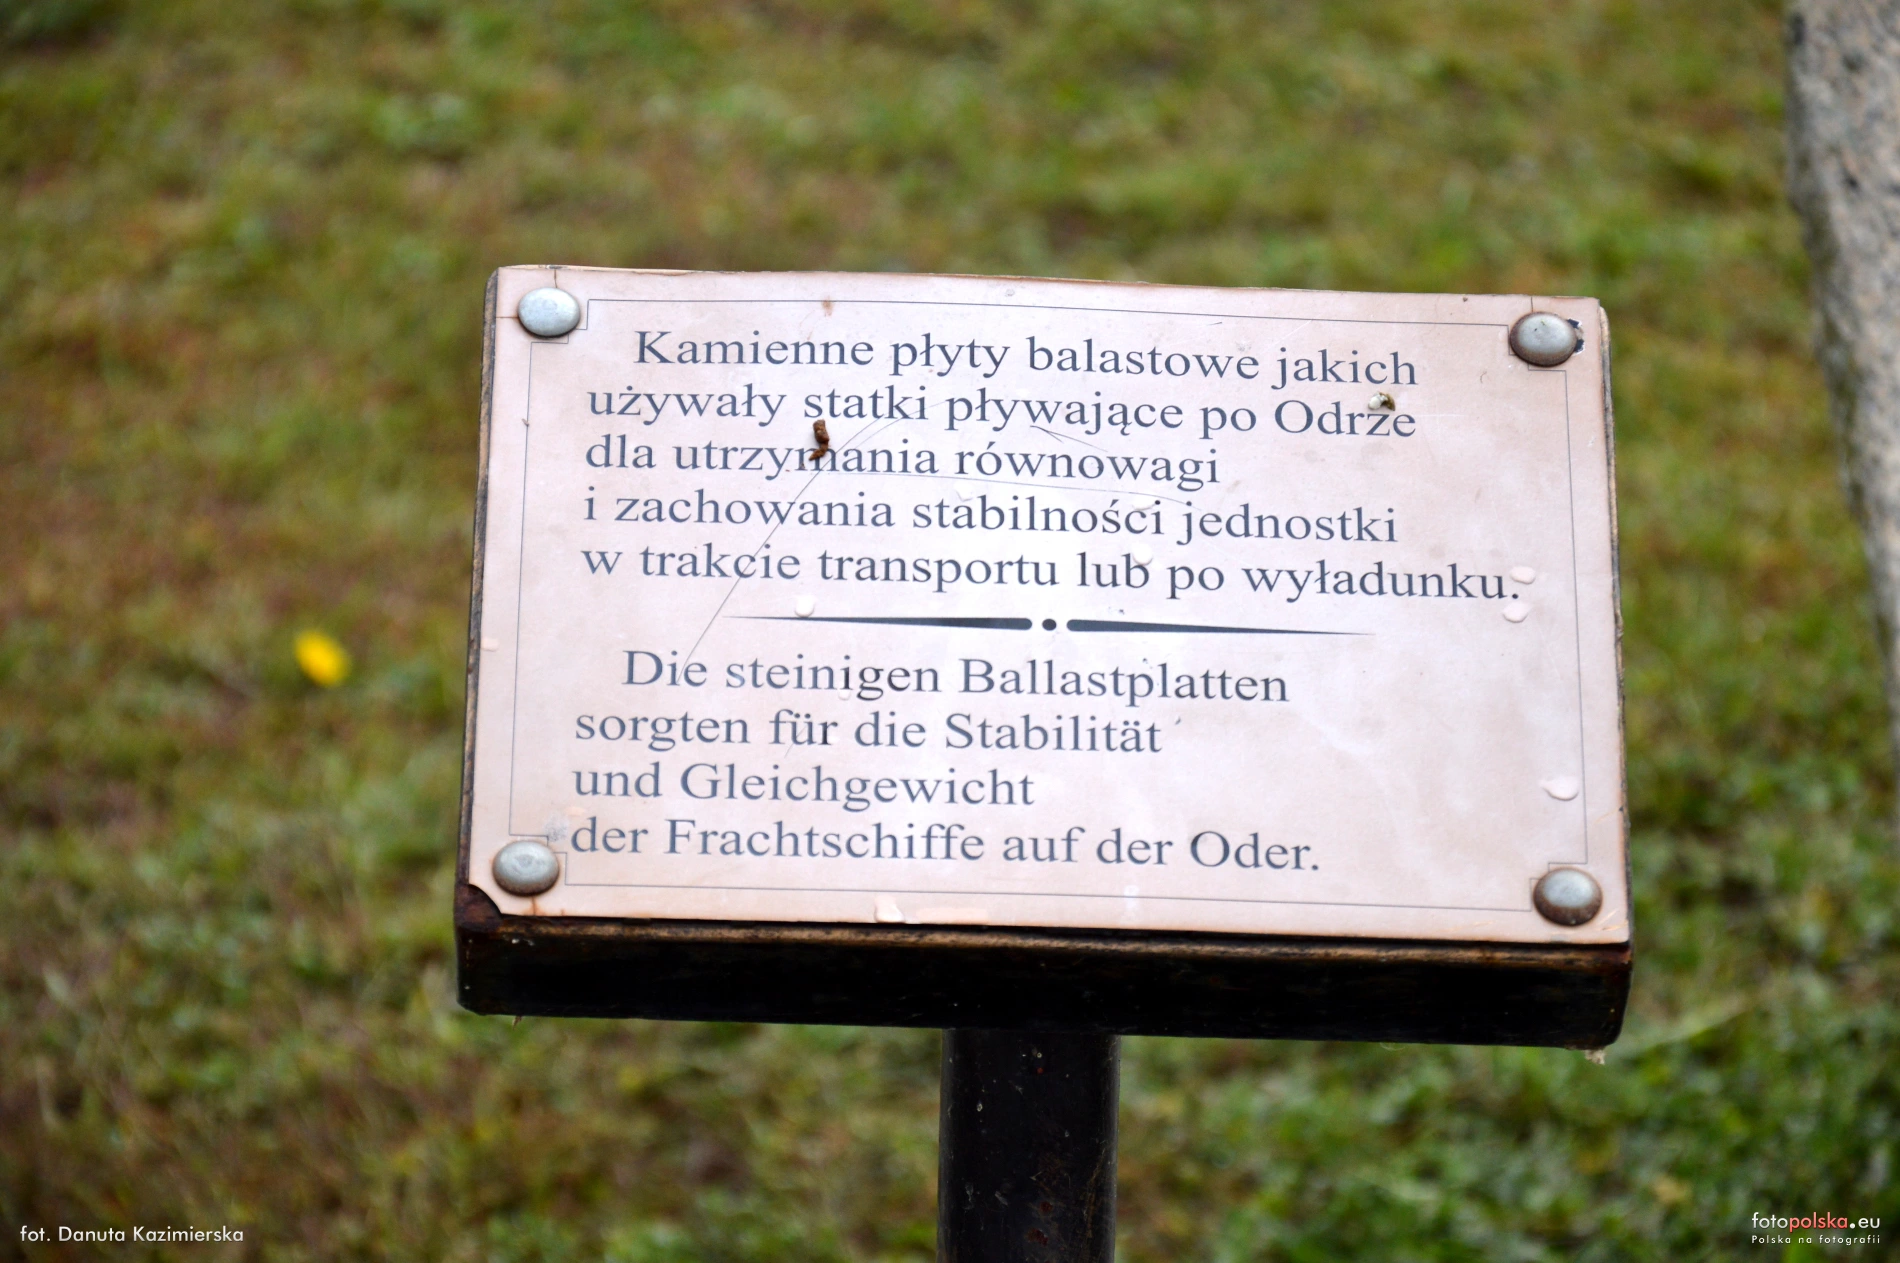 Kamienne płyty balastowe jakich
używały statki pływające po Odrze
dla utrzymania równowagi
i zachowania stabilności jednostki
w trakcie transportu lub po wyładunku.
Die steinigen Ballastplatten
sorgten für die Stabilität
und Gleichgewicht
der Frachtschiffe auf der Oder.
fot. Danuta Kazimierska
fotopolska.eu
Polska na fotografii